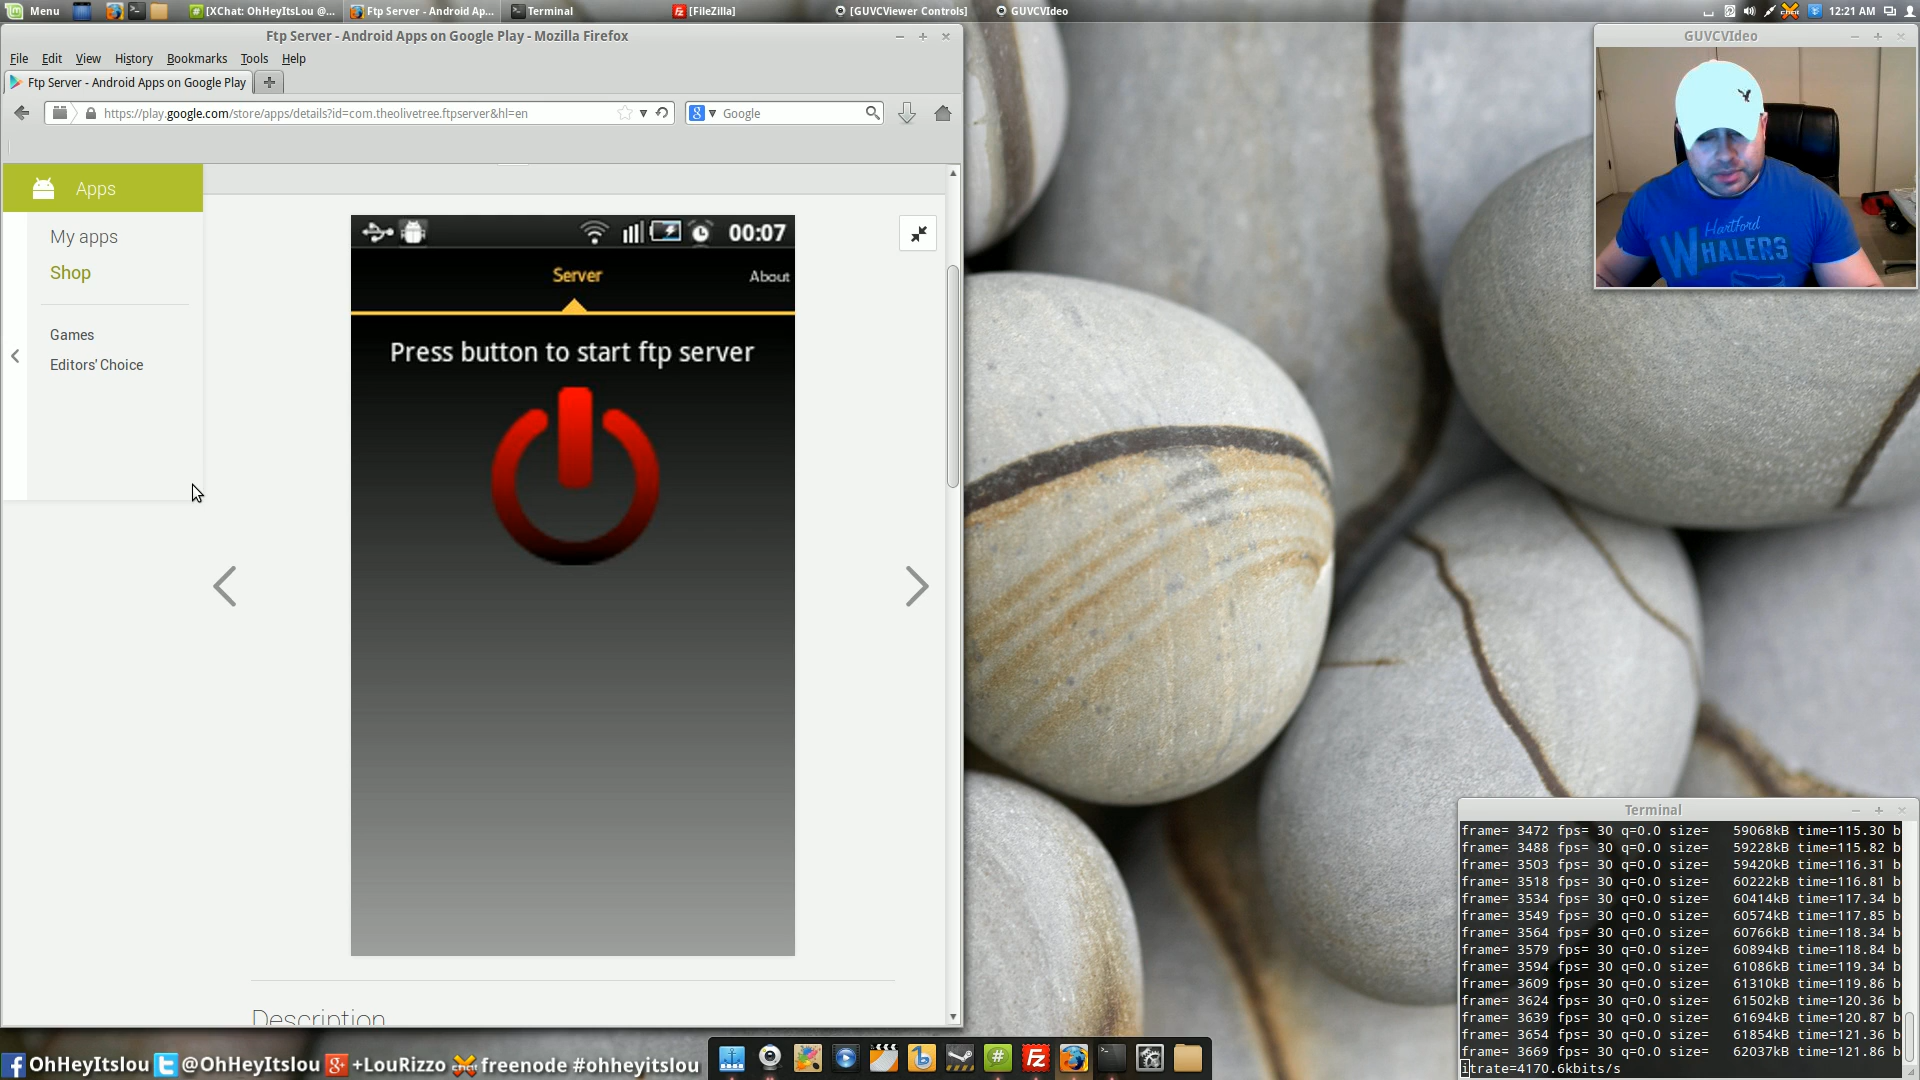 Menu
[XChat: OhHeyItsLou @...
Ftp Server - Android Ap...
Terminal
[FileZilla]
[GUVCViewer Controls]
GUVCVIdeo
12:21 AM
Ftp Server - Android Apps on Google Play - Mozilla Firefox
File Edit View History Bookmarks Tools Help
Ftp Server - Android Apps on Google Play
https://play.google.com/store/apps/details?id=com.theolivetree.ftpserver&hl=en
Google
Apps
My apps
Shop
Games
Editors' Choice
00:07
Server
About
Press button to start ftp server
Description
GUVCVIdeo
Hartford
WHALERS
Terminal
frame= 3472 fps= 30 q=0.0 size= 59068kB time=115.30 b
frame= 3488 fps= 30 q=0.0 size= 59228kB time=115.82 b
frame= 3503 fps= 30 q=0.0 size= 59420kB time=116.31 b
frame= 3518 fps= 30 q=0.0 size= 60222kB time=116.81 b
frame= 3534 fps= 30 q=0.0 size= 60414kB time=117.34 b
frame= 3549 fps= 30 q=0.0 size= 60574kB time=117.85 b
frame= 3564 fps= 30 q=0.0 size= 60766kB time=118.34 b
frame= 3579 fps= 30 q=0.0 size= 60894kB time=118.84 b
frame= 3594 fps= 30 q=0.0 size= 61086kB time=119.34 b
frame= 3609 fps= 30 q=0.0 size= 61310kB time=119.86 b
frame= 3624 fps= 30 q=0.0 size= 61502kB time=120.36 b
frame= 3639 fps= 30 q=0.0 size= 61694kB time=120.87 b
frame= 3654 fps= 30 q=0.0 size= 61854kB time=121.36 b
frame= 3669 fps= 30 q=0.0 size= 62037kB time=121.86 b
itrate=4170.6kbits/s
OhHeyItslou @OhHeyItslou +LouRizzo freenode #ohheyitslou